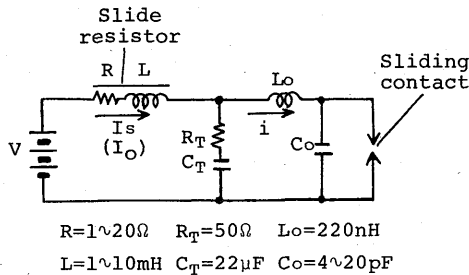 Slide
resistor
R L
Lo
Sliding
contact
Is
(IO)
i
V
RT
CT
Co
R=1~20Ω RT=50Ω Lo=220nH
L=1~10mH CT=22μF Co=4~20pF